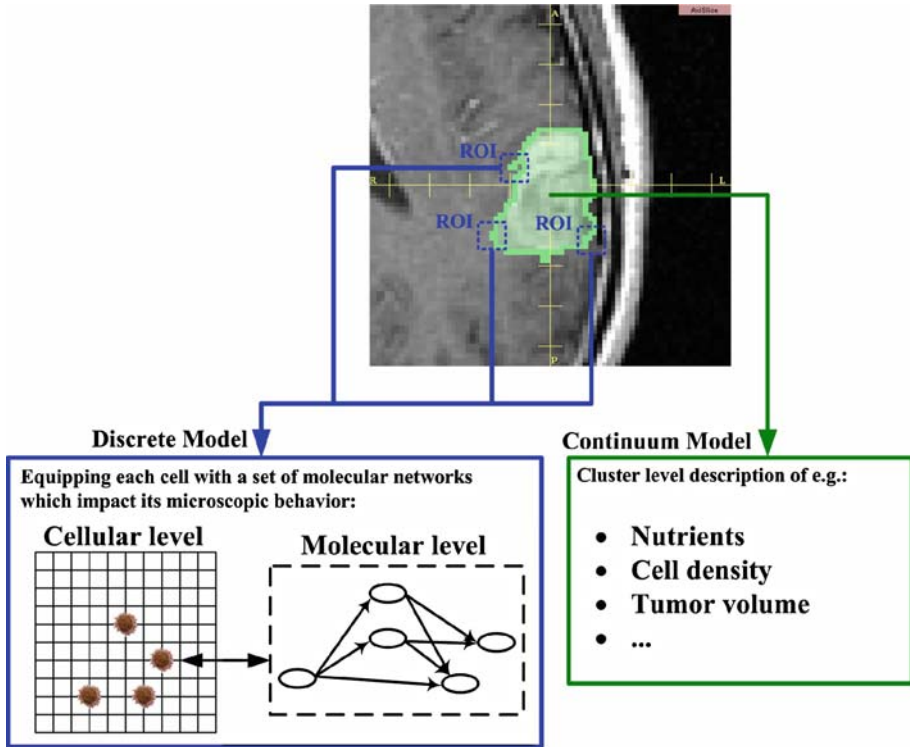 AxiSlice
A
ROI
R
L
ROI
ROI
P
Discrete Model
Continuum Model
Equipping each cell with a set of molecular networks
which impact its microscopic behavior:
Cellular level
Molecular level
Cluster level description of e.g.:
• Nutrients
• Cell density
• Tumor volume
• ...